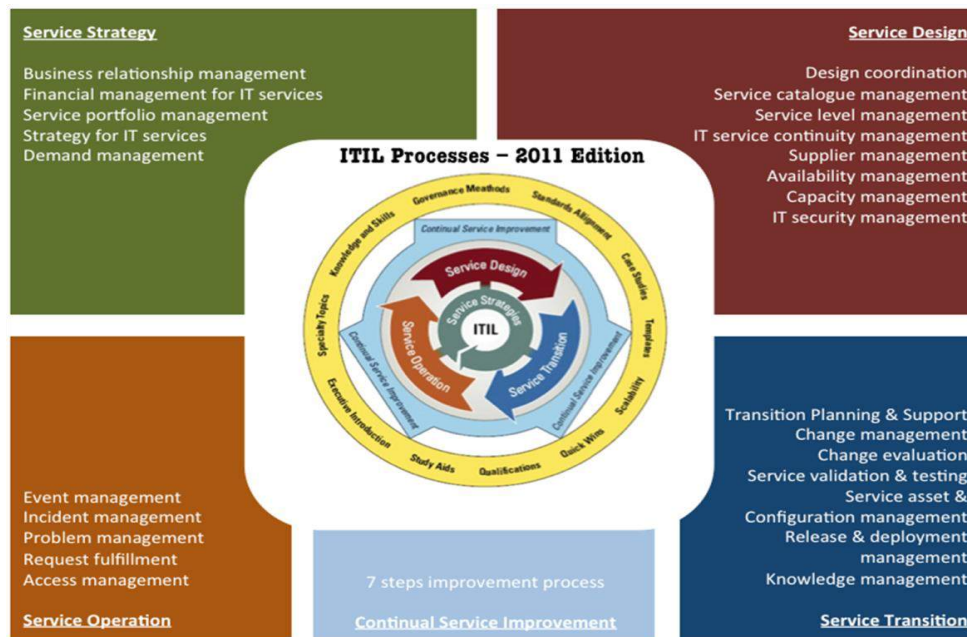 Service Strategy
Business relationship management
Financial management for IT services
Service portfolio management
Strategy for IT services
Demand management
Service Design
Design coordination
Service catalogue management
Service level management
IT service continuity management
Supplier management
Availability management
Capacity management
IT security management
ITIL Processes – 2011 Edition
Governance Meathods
Standards Allignment
Case Studies
Templates
Scalability
Quick Wins
Qualifications
Study Aids
Executive Introduction
Specialty Topics
Knowledge and Skills
Continual Service Improvement
Continual Service Improvement
Continual Service Improvement
Service Design
Service Transition
Service Operation
Service Strategies
ITIL
Event management
Incident management
Problem management
Request fulfillment
Access management
Service Operation
7 steps improvement process
Continual Service Improvement
Transition Planning & Support
Change management
Change evaluation
Service validation & testing
Service asset &
Configuration management
Release & deployment
management
Knowledge management
Service Transition